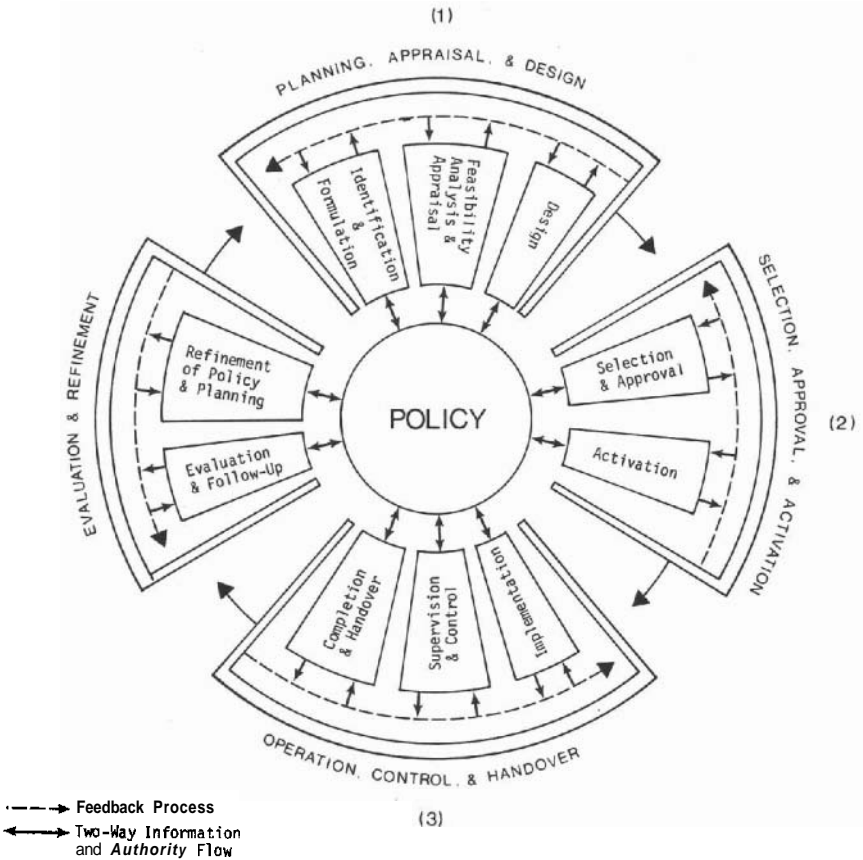 (1)
PLANNING, APPRAISAL, & DESIGN
Identification
&
Formulation
Feasibility
Analysis &
Appraisal
Design
SELECTION, APPROVAL, & ACTIVATION
Selection
& Approval
(2)
Activation
EVALUATION & REFINEMENT
Refinement
of Policy
& Planning
POLICY
Evaluation
& Follow-Up
Completion
& Handover
Supervision
& Control
Implementation
OPERATION, CONTROL, & HANDOVER
(3)
Feedback Process
Two-Way Information
and Authority Flow